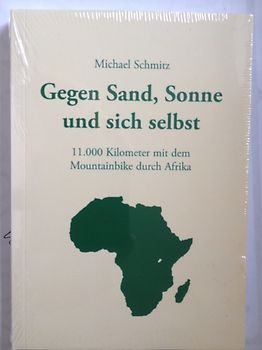 Michael Schmitz
Gegen Sand, Sonne
und sich selbst
11.000 Kilometer mit dem
Mountainbike durch Afrika